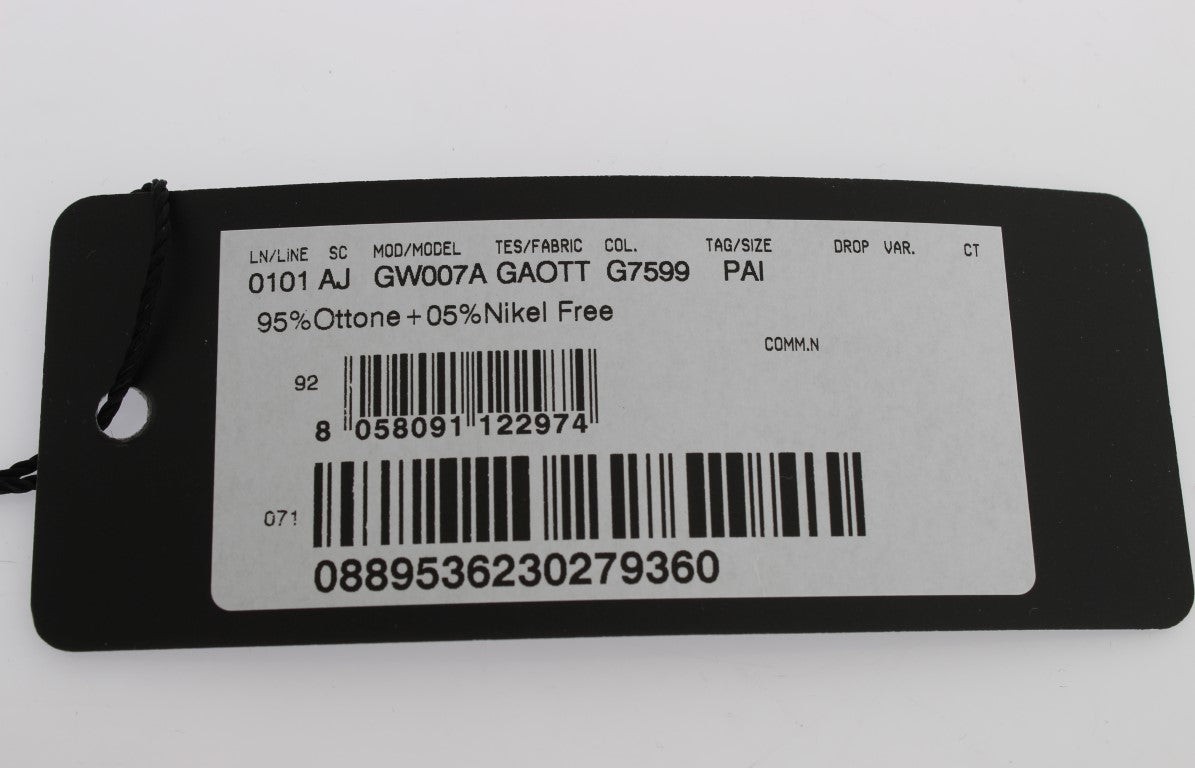 LN/LiNE SC MOD/MODEL TES/FABRIC COL. TAG/SIZE DROP VAR. CT
0101 AJ GW007A GAOTT G7599 PAI
95%Ottone+05%Nikel Free
COMM.N
92
8 058091 122974
071
0889536230279360